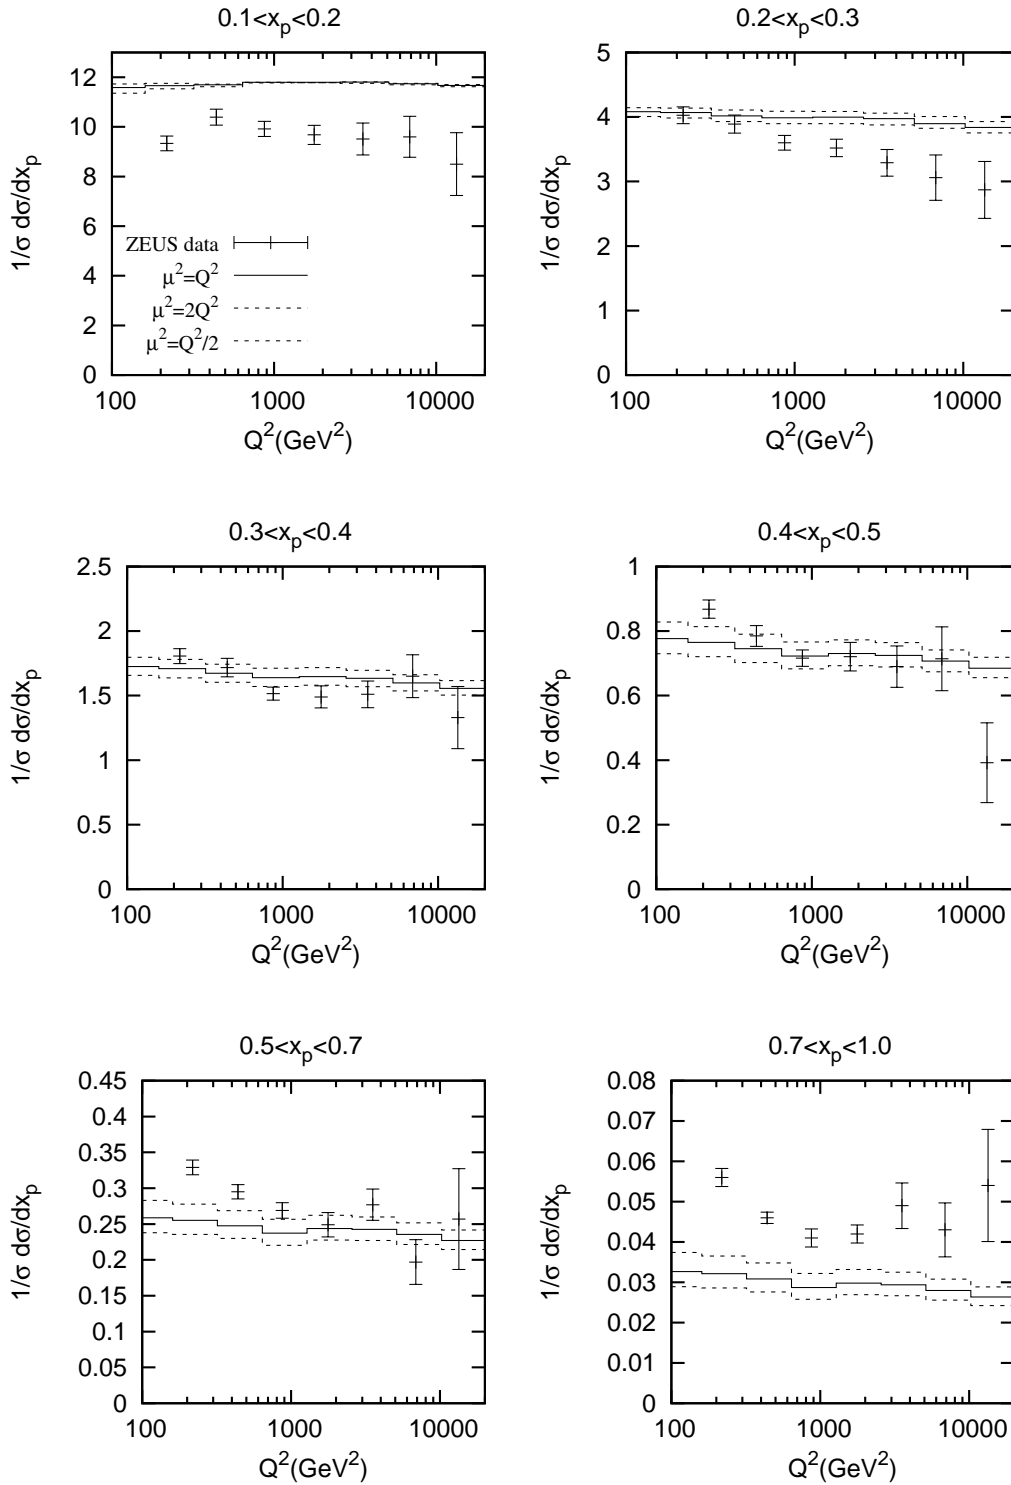 0.1<x_p<0.2
12
10
8
6
4
2
0
1/σ dσ/dx_p
ZEUS data
μ^2=Q^2
μ^2=2Q^2
μ^2=Q^2/2
100 1000 10000
Q^2(GeV^2)
0.2<x_p<0.3
5
4
3
2
1
0
1/σ dσ/dx_p
100 1000 10000
Q^2(GeV^2)
0.3<x_p<0.4
2.5
2
1.5
1
0.5
0
1/σ dσ/dx_p
100 1000 10000
Q^2(GeV^2)
0.4<x_p<0.5
1
0.8
0.6
0.4
0.2
0
1/σ dσ/dx_p
100 1000 10000
Q^2(GeV^2)
0.5<x_p<0.7
0.45
0.4
0.35
0.3
0.25
0.2
0.15
0.1
0.05
0
1/σ dσ/dx_p
100 1000 10000
Q^2(GeV^2)
0.7<x_p<1.0
0.08
0.07
0.06
0.05
0.04
0.03
0.02
0.01
0
1/σ dσ/dx_p
100 1000 10000
Q^2(GeV^2)